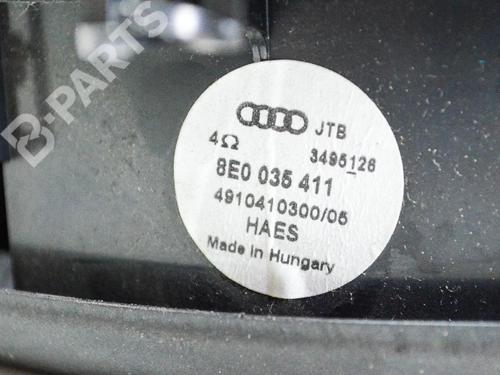 B-PARTS
JTB
4Ω
3495126
8E0 035 411
4910410300/05
HAES
Made in Hungary